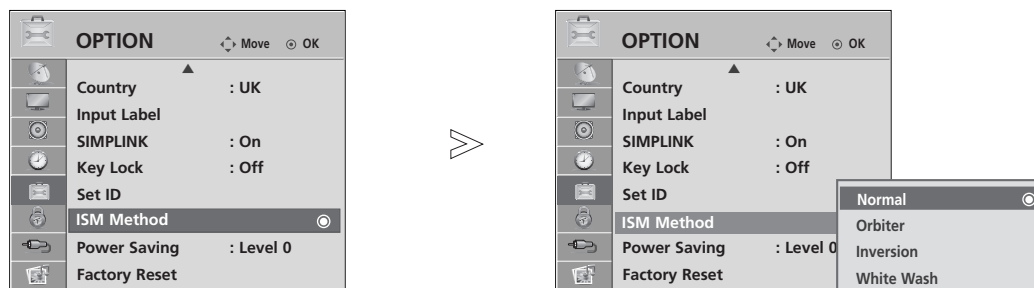 OPTION Move OK
Country : UK
Input Label
SIMPLINK : On
Key Lock : Off
Set ID
ISM Method
Power Saving : Level 0
Factory Reset
OPTION Move OK
Country : UK
Input Label
SIMPLINK : On
Key Lock : Off
Set ID
ISM Method
Power Saving : Level 0
Factory Reset
Normal
Orbiter
Inversion
White Wash